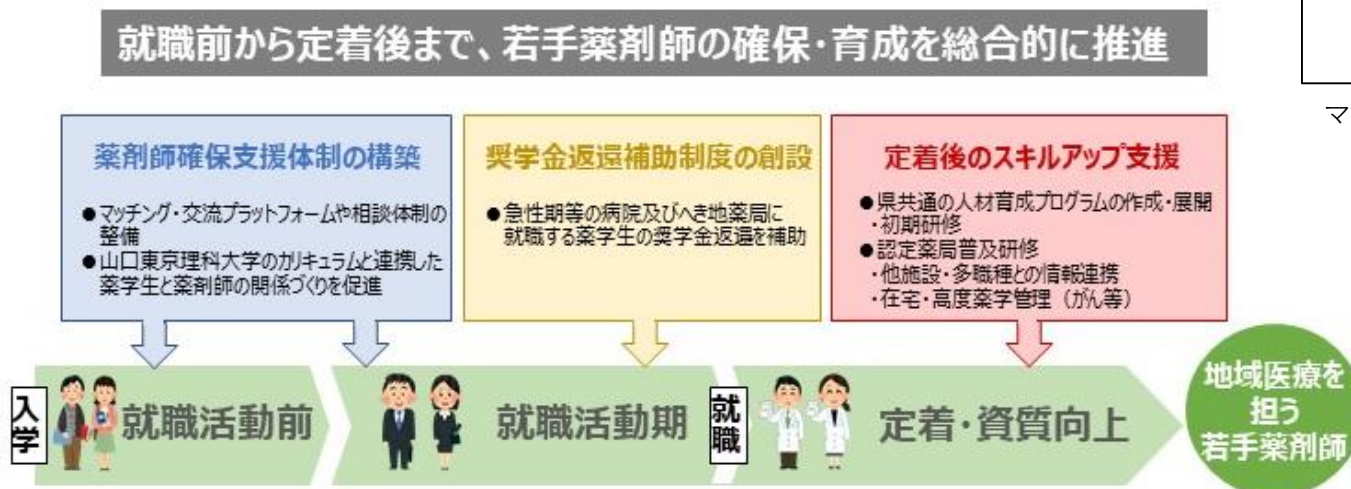 就職前から定着後まで、若手薬剤師の確保・育成を総合的に推進
マ
薬剤師確保支援体制の構築
●マッチング・交流プラットフォームや相談体制の
整備
●山口東京理科大学のカリキュラムと連携した
薬学生と薬剤師の関係づくりを促進
奨学金返還補助制度の創設
●急性期等の病院及びへき地薬局に
就職する薬学生の奨学金返還を補助
定着後のスキルアップ支援
●県共通の人材育成プログラムの作成・展開
・初期研修
●認定薬局普及研修
・他施設・多職種との情報連携
・在宅・高度薬学管理（がん等）
入学
就職活動前
就職活動期
就職
定着・資質向上
地域医療を
担う
若手薬剤師